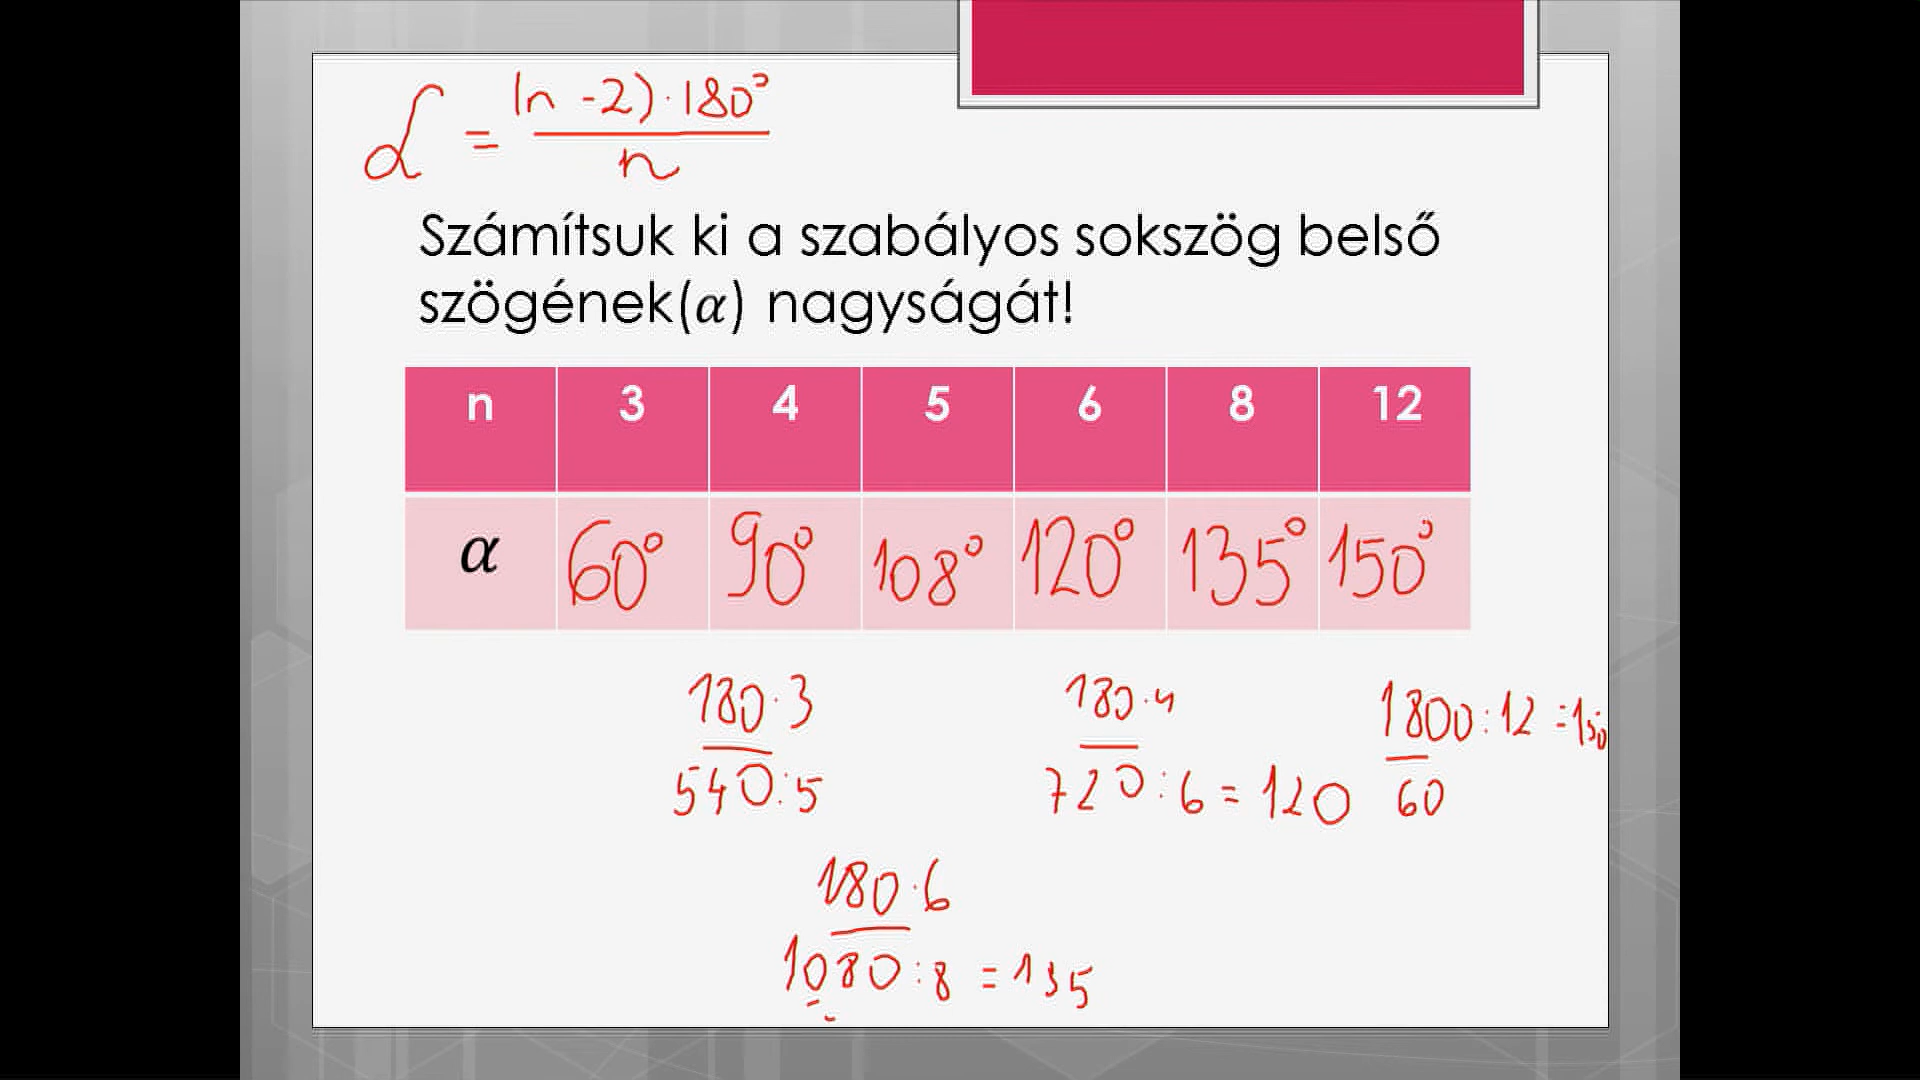 α = (n - 2) · 180° / n
Számítsuk ki a szabályos sokszög belső
szögének(α) nagyságát!
n 3 4 5 6 8 12
α 60° 90° 108° 120° 135° 150°
180 · 3
540 : 5
180 · 4
720 : 6 = 120
1800 : 12 = 150
60
180 · 6
1080 : 8 = 135